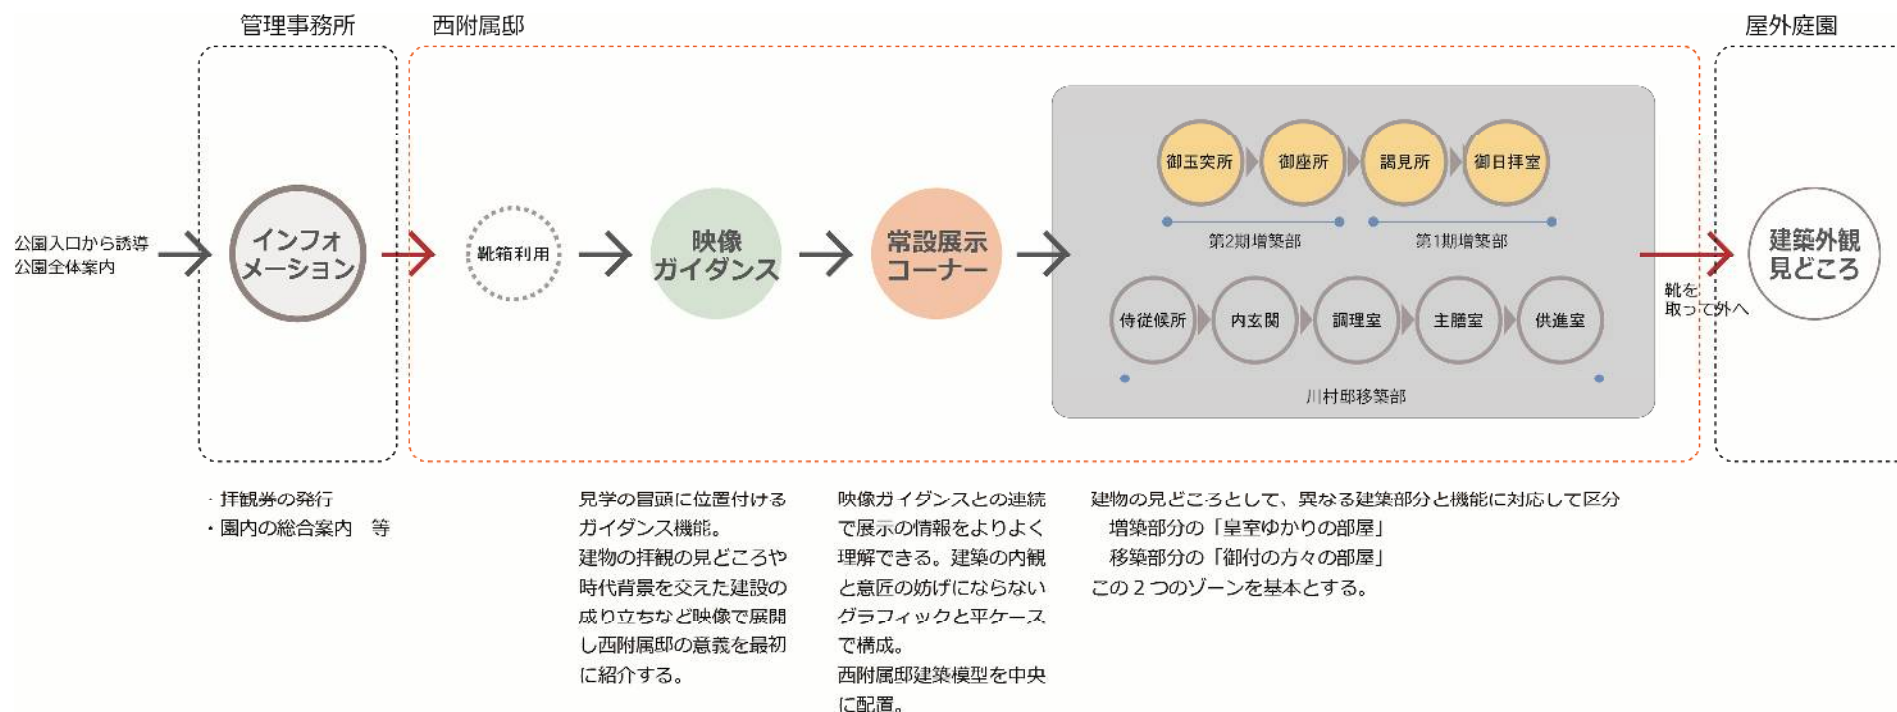 管理事務所
西附属邸
屋外庭園
公園入口から誘導
公園全体案内
インフォ
メーション
靴箱利用
映像
ガイダンス
常設展示
コーナー
御玉突所
御座所
謁見所
御日拝室
第2期増築部
第1期増築部
侍従候所
内玄関
調理室
主膳室
供進室
川村邸移築部
靴を
取って外へ
建築外観
見どころ
・拝観券の発行
・園内の総合案内　等
見学の冒頭に位置付ける
ガイダンス機能。
建物の拝観の見どころや
時代背景を交えた建設の
成り立ちなど映像で展開
し西附属邸の意義を最初
に紹介する。
映像ガイダンスとの連続
で展示の情報をよりよく
理解できる。建築の内観
と意匠の妨げにならない
グラフィックと平ケース
で構成。
西附属邸建築模型を中央
に配置。
建物の見どころとして、異なる建築部分と機能に対応して区分
増築部分の「皇室ゆかりの部屋」
移築部分の「御付の方々の部屋」
この２つのゾーンを基本とする。